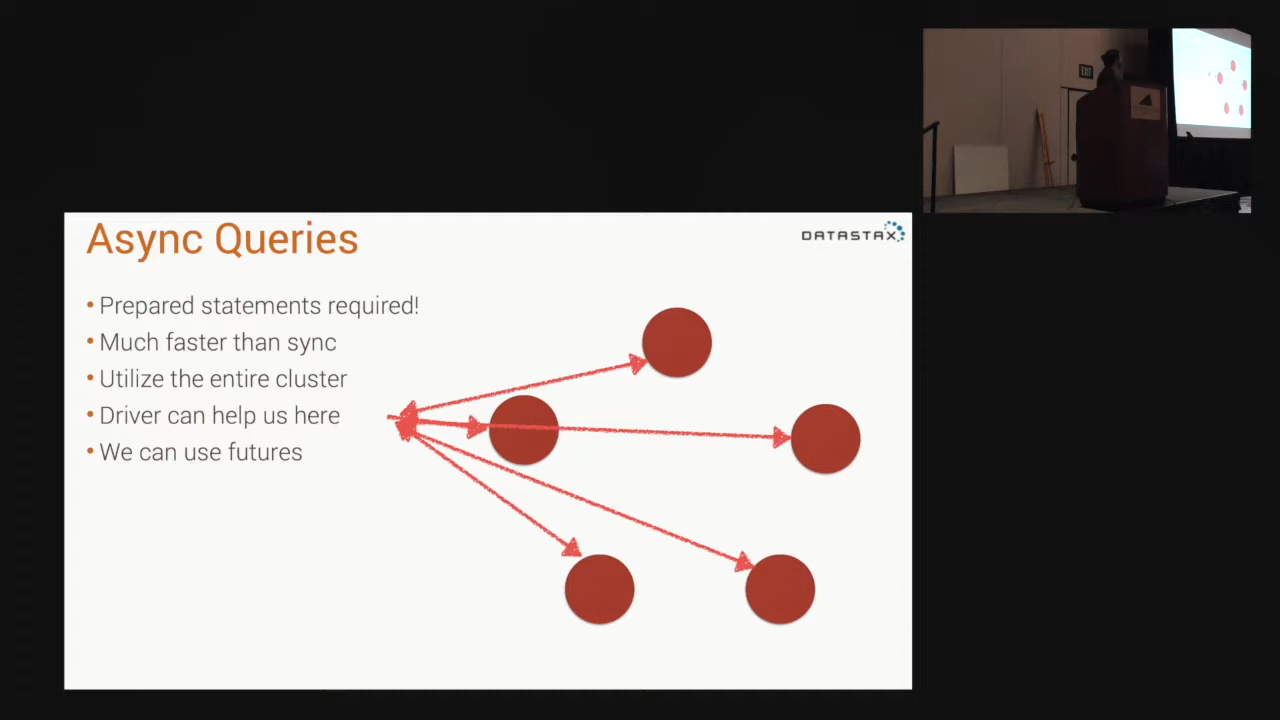 EXIT
Async Queries
DATASTAX
• Prepared statements required!
• Much faster than sync
• Utilize the entire cluster
• Driver can help us here
• We can use futures